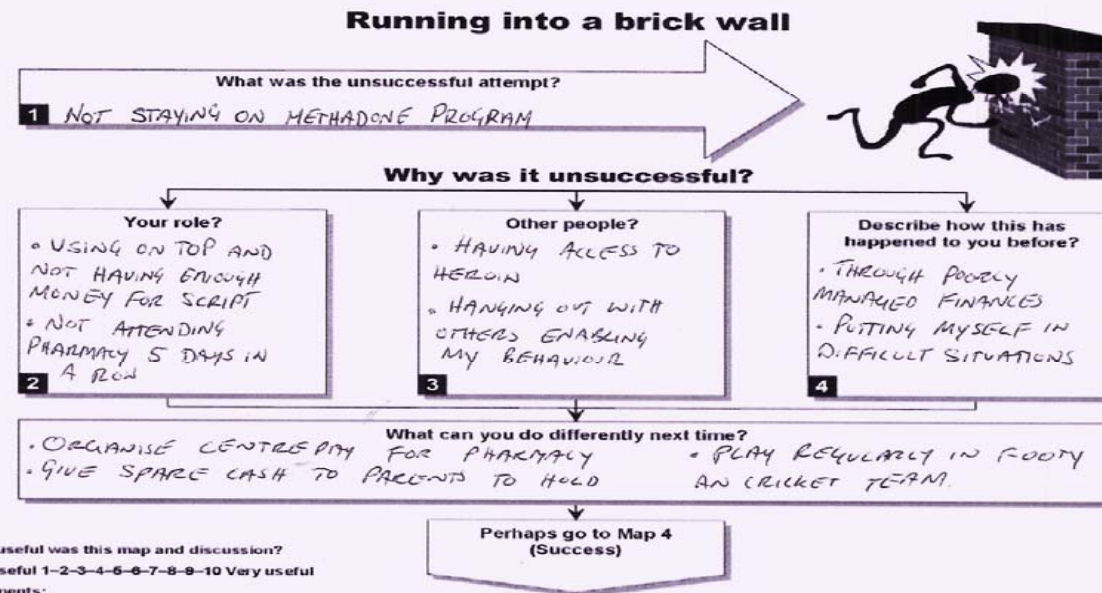 Running into a brick wall
What was the unsuccessful attempt?
1 NOT STAYING ON METHADONE PROGRAM
Why was it unsuccessful?
Your role?
• USING ON TOP AND
NOT HAVING ENOUGH
MONEY FOR SCRIPT
• NOT ATTENDING
PHARMACY 5 DAYS IN
A ROW
2
Other people?
• HAVING ACCESS TO
HEROIN
• HANGING OUT WITH
OTHERS ENABLING
MY BEHAVIOUR
3
Describe how this has
happened to you before?
• THROUGH POORLY
MANAGED FINANCES
• PUTTING MYSELF IN
DIFFICULT SITUATIONS
4
What can you do differently next time?
• ORGANISE CENTREPAY FOR PHARMACY
• GIVE SPARE CASH TO PARENTS TO HOLD
• PLAY REGULARLY IN FOOTY
AN CRICKET TEAM.
Perhaps go to Map 4
(Success)
useful was this map and discussion?
seful 1–2–3–4–5–6–7–8–9–10 Very useful
nents: